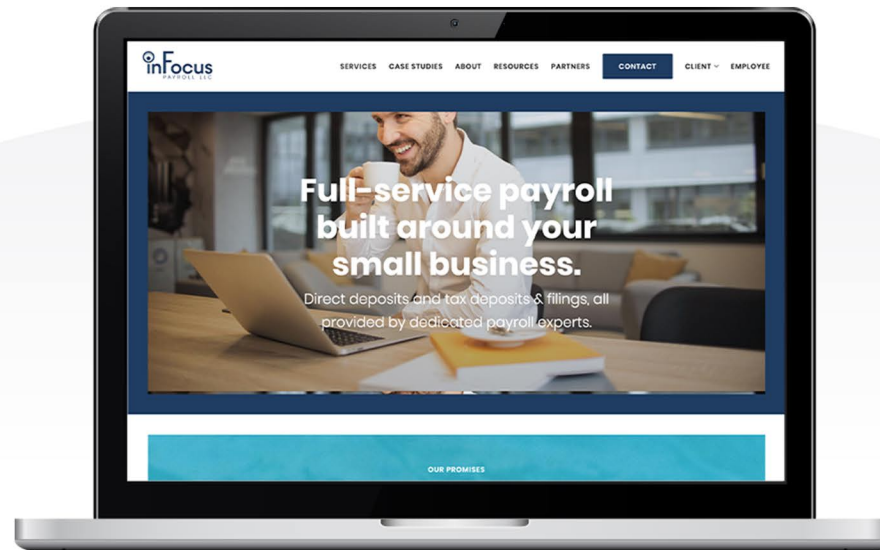 inFocus
PAYROLL LLC
SERVICES CASE STUDIES ABOUT RESOURCES PARTNERS CONTACT CLIENT EMPLOYEE
Full-service payroll
built around your
small business.
Direct deposits and tax deposits & filings, all
provided by dedicated payroll experts.
OUR PROMISES